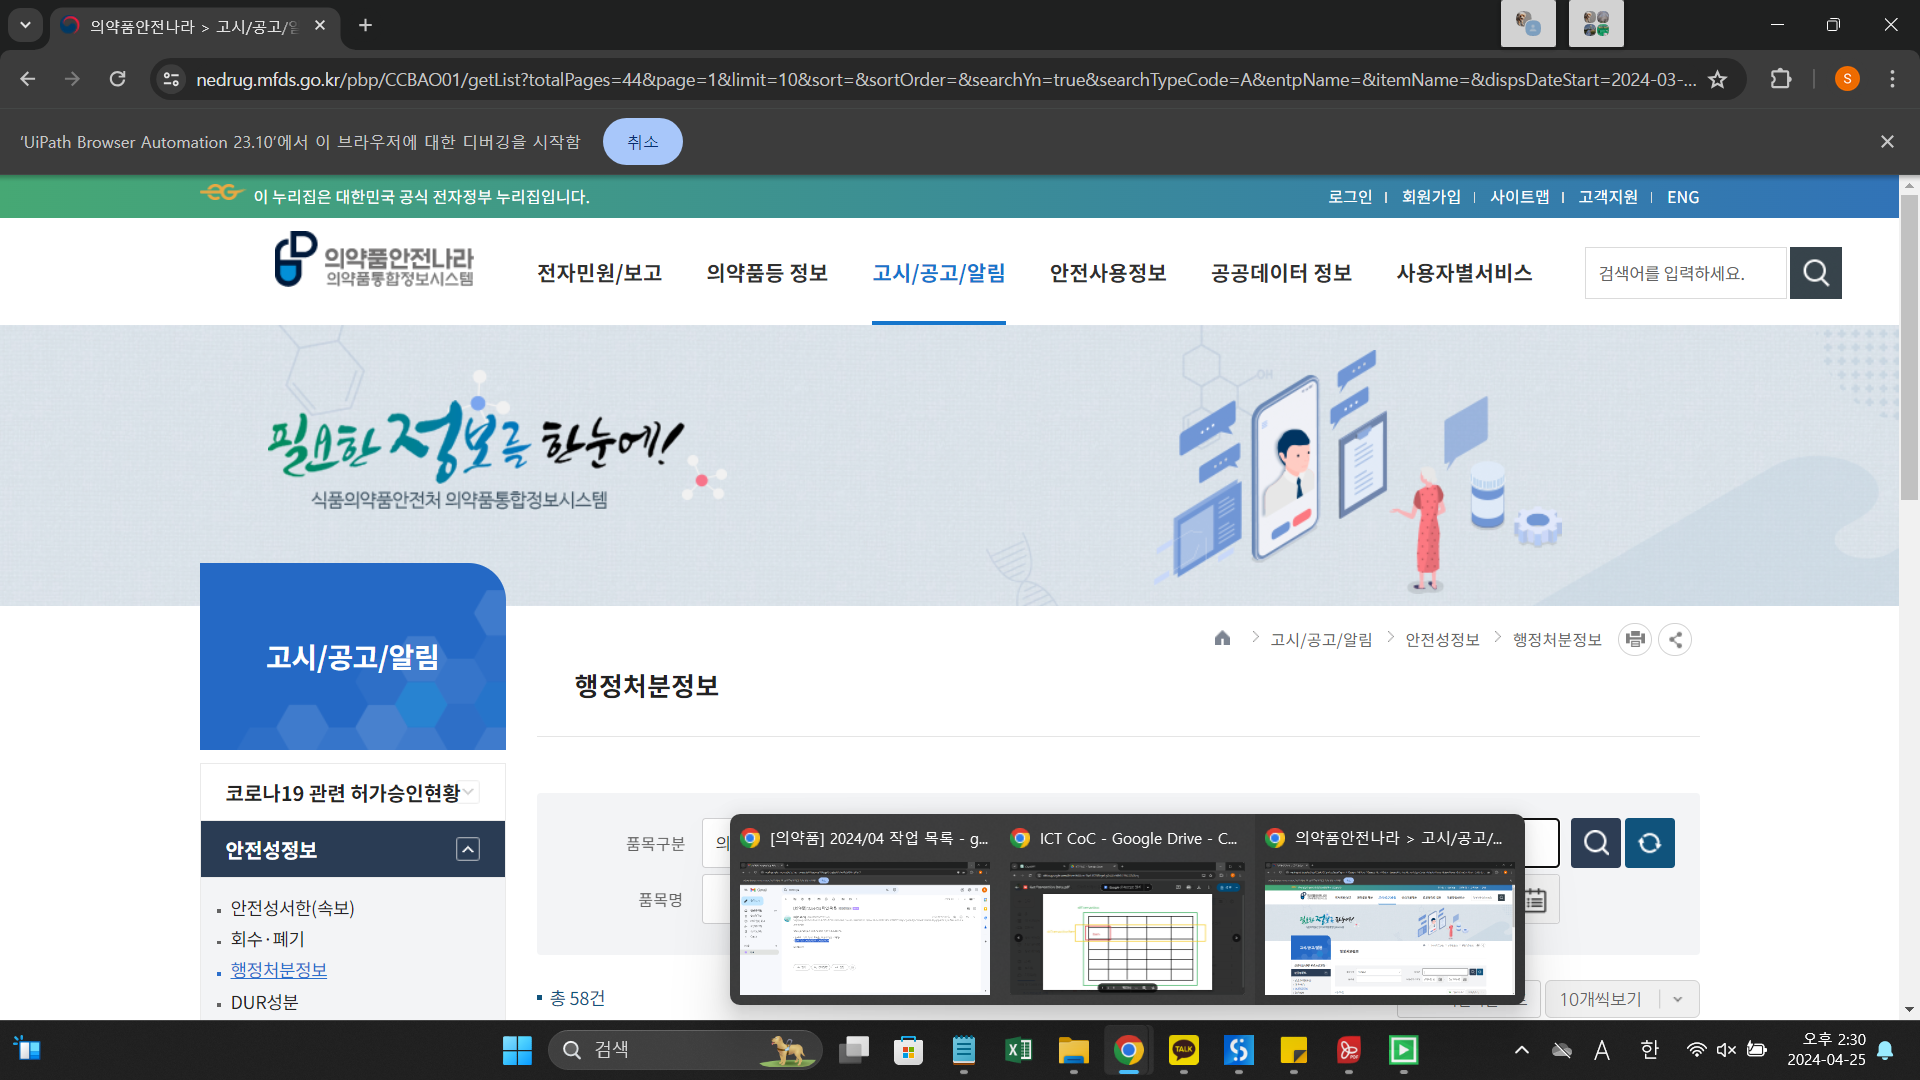 의약품안전나라 > 고시/공고/알
nedrug.mfds.go.kr/pbp/CCBAO01/getList?totalPages=44&page=1&limit=10&sort=&sortOrder=&searchYn=true&searchTypeCode=A&entpName=&itemName=&dispsDateStart=2024-03-...
S
‘UiPath Browser Automation 23.10’에서 이 브라우저에 대한 디버깅을 시작함
취소
이 누리집은 대한민국 공식 전자정부 누리집입니다.
로그인 회원가입 사이트맵 고객지원 ENG
의약품안전나라
의약품통합정보시스템
전자민원/보고 의약품등 정보 고시/공고/알림 안전사용정보 공공데이터 정보 사용자별서비스
검색어를 입력하세요.
필요한 정보를 한눈에!
식품의약품안전처 의약품통합정보시스템
OH
고시/공고/알림
고시/공고/알림 안전성정보 행정처분정보
행정처분정보
코로나19 관련 허가승인현황
안전성정보
안전성서한(속보)
회수·폐기
행정처분정보
DUR성분
품목구분
의
품목명
총 58건
10개씩보기
[의약품] 2024/04 작업 목록 - g...
ICT CoC - Google Drive - C...
의약품안전나라 > 고시/공고/...
검색
TALK
A
한
오후 2:30
2024-04-25